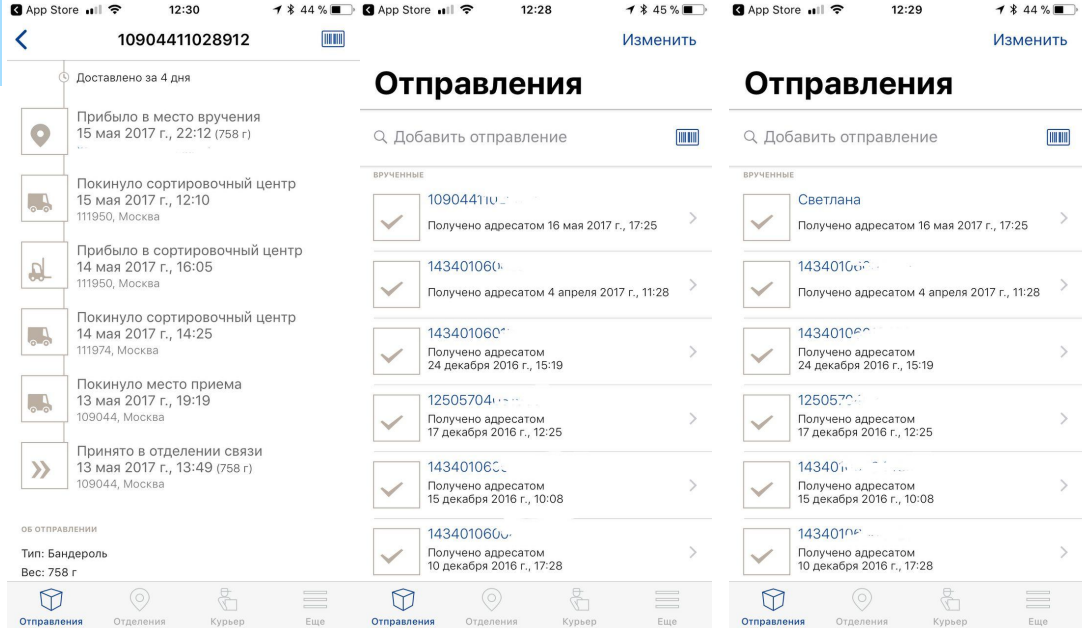 App Store
12:30
44 %
10904411028912
Доставлено за 4 дня
Прибыло в место вручения
15 мая 2017 г., 22:12 (758 г)
Покинуло сортировочный центр
15 мая 2017 г., 12:10
111950, Москва
Прибыло в сортировочный центр
14 мая 2017 г., 16:05
111950, Москва
Покинуло сортировочный центр
14 мая 2017 г., 14:25
111974, Москва
Покинуло место приема
13 мая 2017 г., 19:19
109044, Москва
Принято в отделении связи
13 мая 2017 г., 13:49 (758 г)
109044, Москва
ОБ ОТПРАВЛЕНИИ
Тип: Бандероль
Вес: 758 г
Отправления
Отделения
Курьер
Еще
App Store
12:28
45 %
Изменить
Отправления
Добавить отправление
ВРУЧЕННЫЕ
Получено адресатом 16 мая 2017 г., 17:25
Получено адресатом 4 апреля 2017 г., 11:28
Получено адресатом
24 декабря 2016 г., 15:19
Получено адресатом
17 декабря 2016 г., 12:25
Получено адресатом
15 декабря 2016 г., 10:08
Получено адресатом
10 декабря 2016 г., 17:28
Отправления
Отделения
Курьер
Еще
App Store
12:29
44 %
Изменить
Отправления
Добавить отправление
ВРУЧЕННЫЕ
Светлана
Получено адресатом 16 мая 2017 г., 17:25
Получено адресатом 4 апреля 2017 г., 11:28
Получено адресатом
24 декабря 2016 г., 15:19
Получено адресатом
17 декабря 2016 г., 12:25
Получено адресатом
15 декабря 2016 г., 10:08
Получено адресатом
10 декабря 2016 г., 17:28
Отправления
Отделения
Курьер
Еще